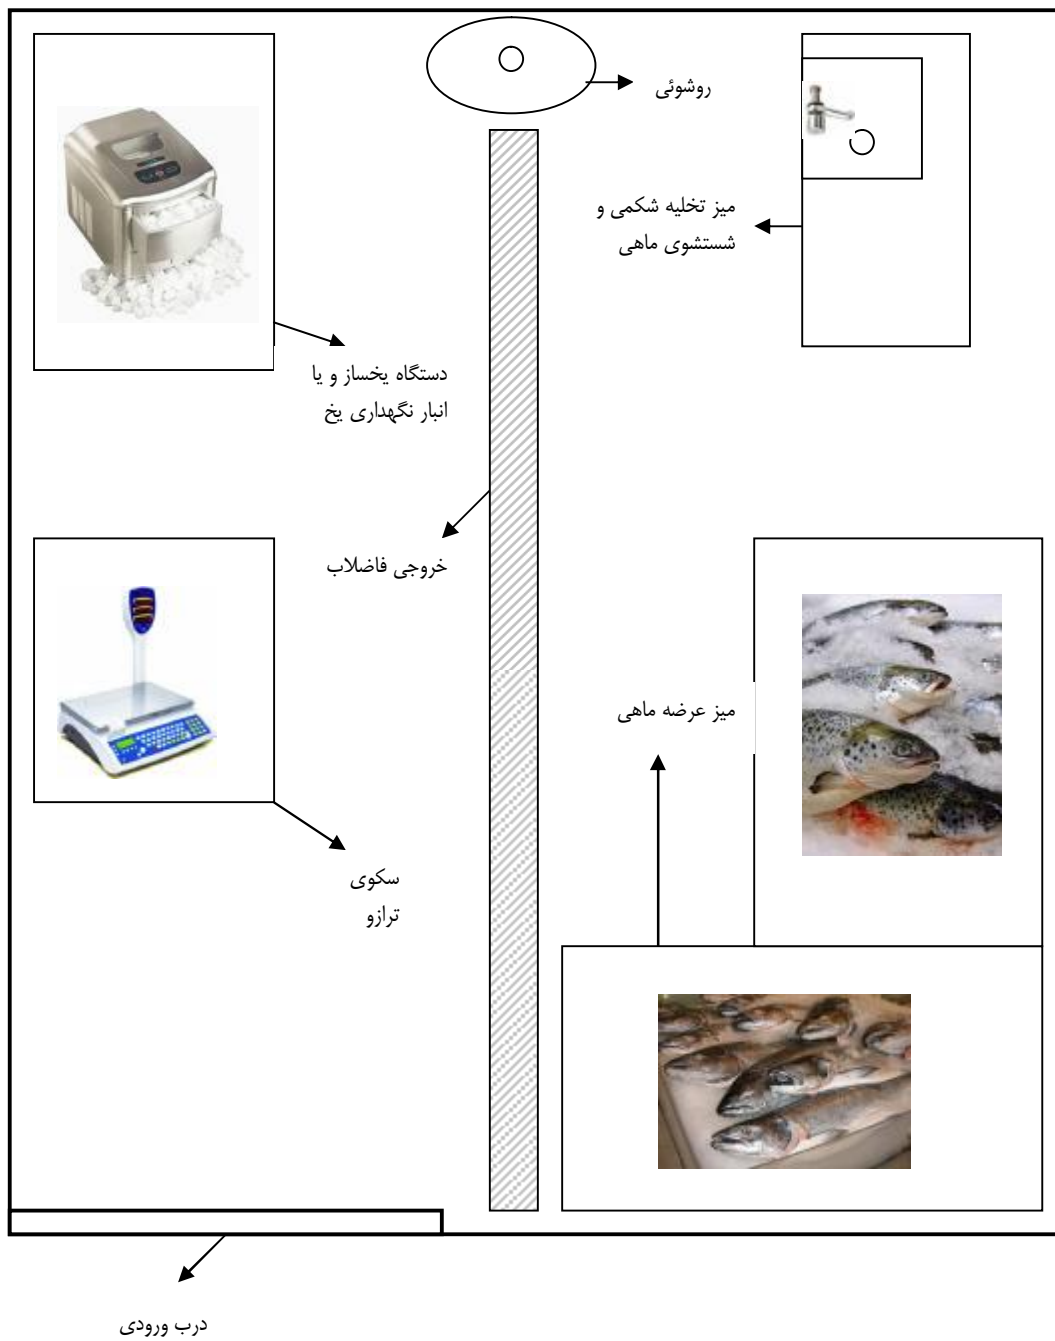 روشوئی
میز تخلیه شکمی و
شستشوی ماهی
دستگاه یخساز و یا
انبار نگهداری یخ
خروجی فاضلاب
میز عرضه ماهی
سکوی
ترازو
درب ورودی